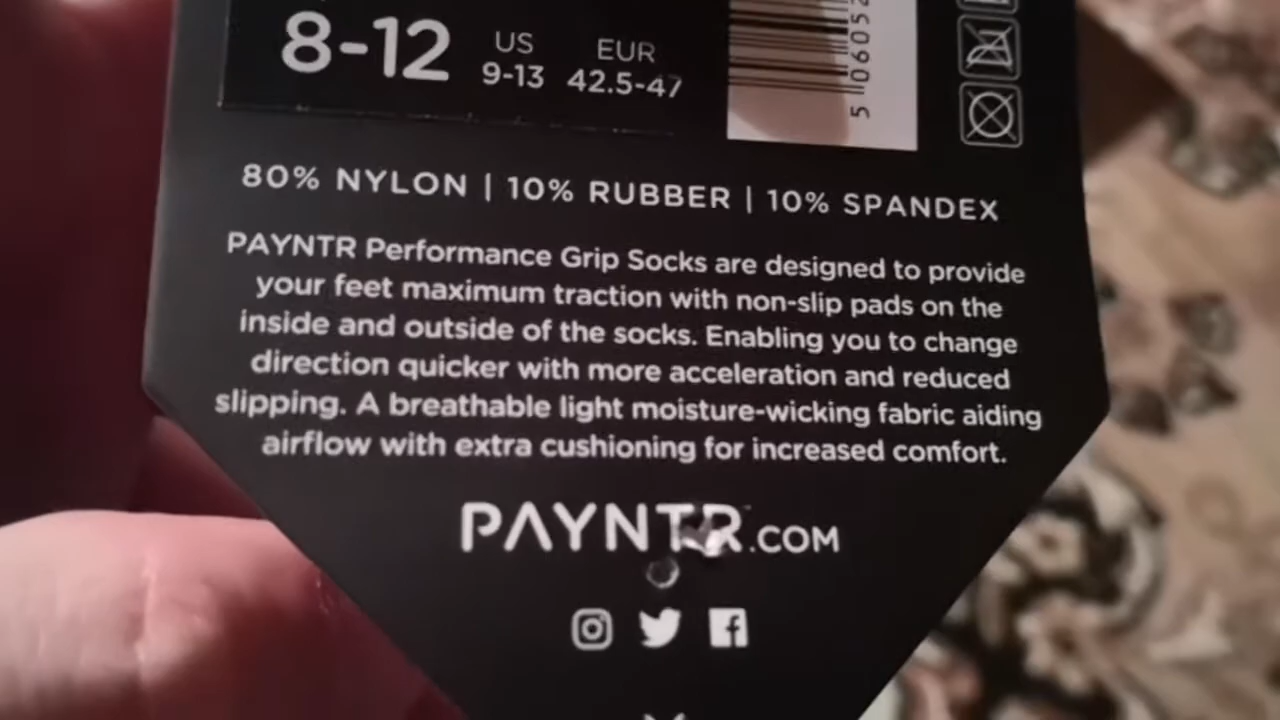 8-12 US 9-13 EUR 42.5-47
5 06052
80% NYLON | 10% RUBBER | 10% SPANDEX
PAYNTR Performance Grip Socks are designed to provide
your feet maximum traction with non-slip pads on the
inside and outside of the socks. Enabling you to change
direction quicker with more acceleration and reduced
slipping. A breathable light moisture-wicking fabric aiding
airflow with extra cushioning for increased comfort.
PAYNTR.COM